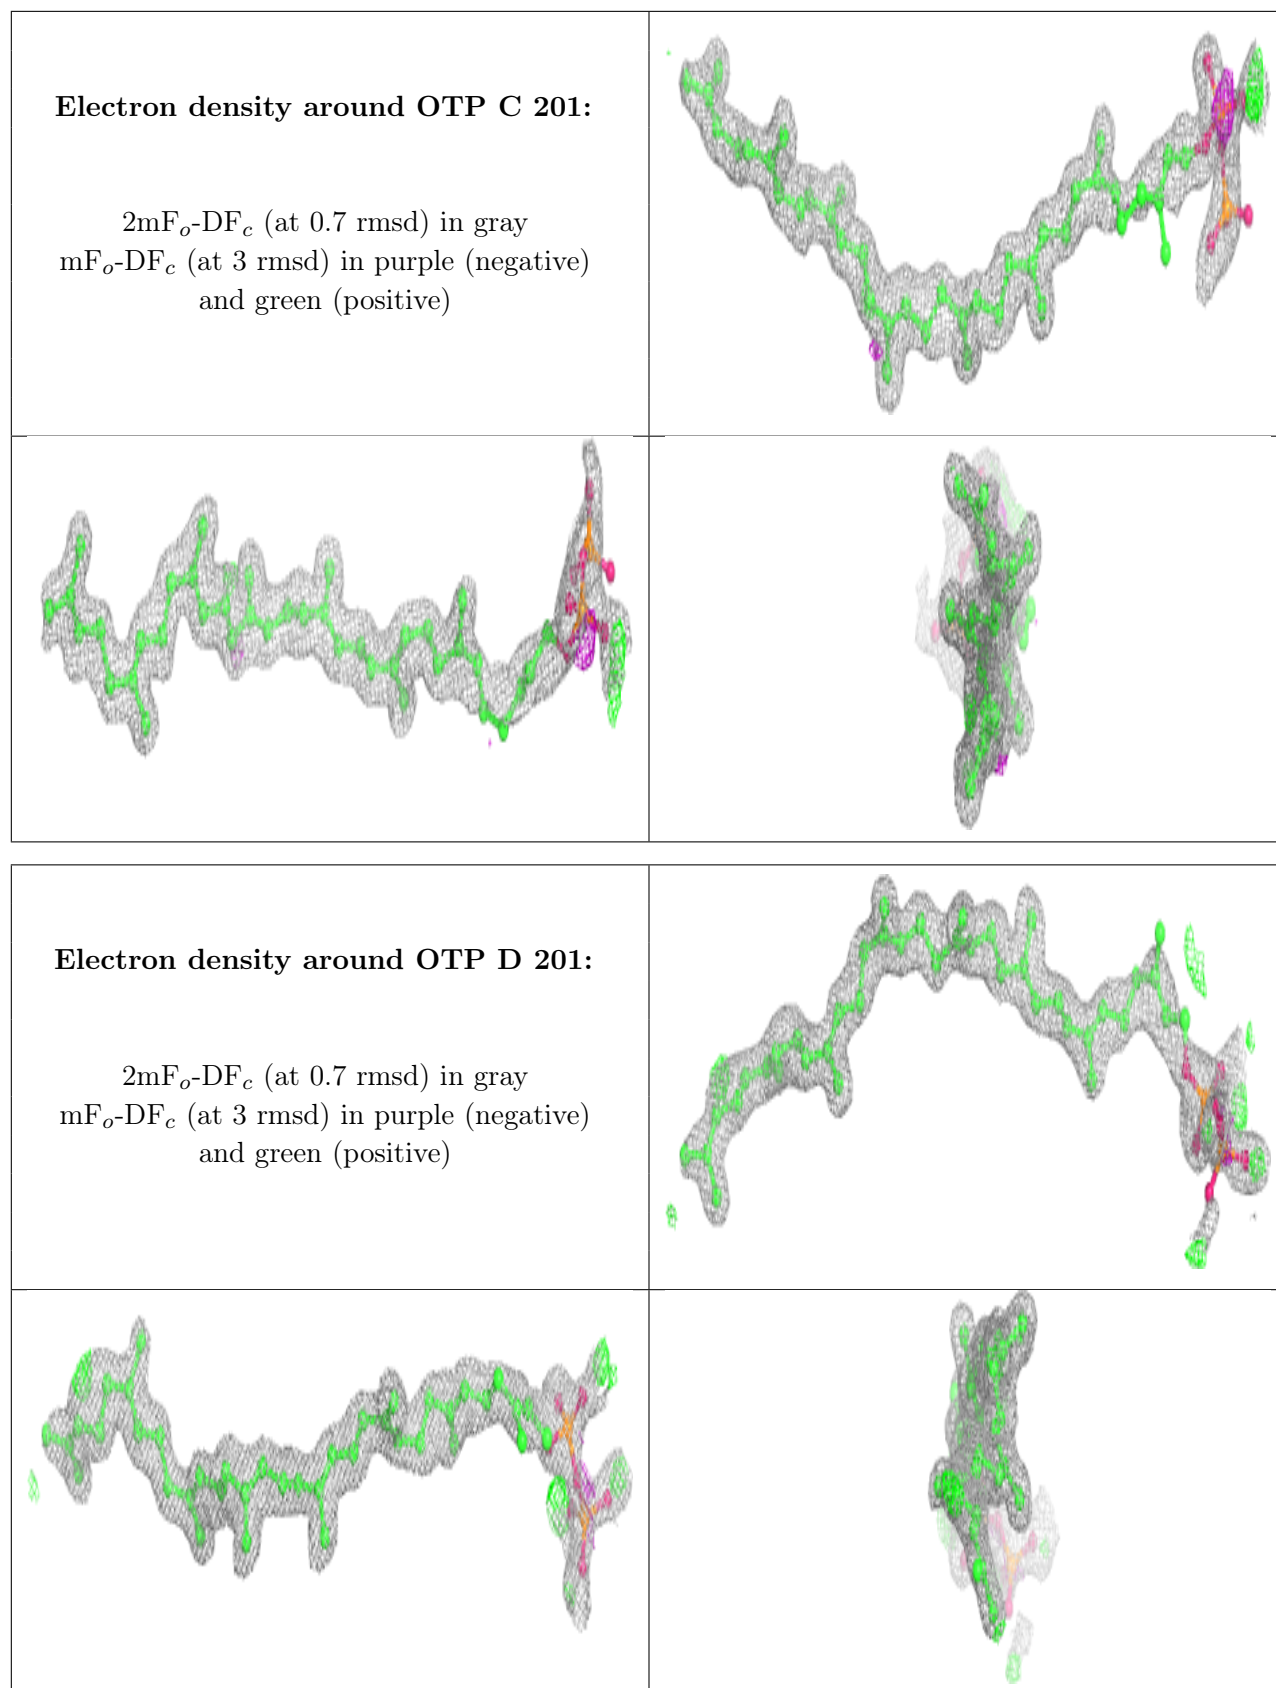 Electron density around OTP C 201:
2mFₒ-DF𝒸 (at 0.7 rmsd) in gray
mFₒ-DF𝒸 (at 3 rmsd) in purple (negative)
and green (positive)
Electron density around OTP D 201:
2mFₒ-DF𝒸 (at 0.7 rmsd) in gray
mFₒ-DF𝒸 (at 3 rmsd) in purple (negative)
and green (positive)